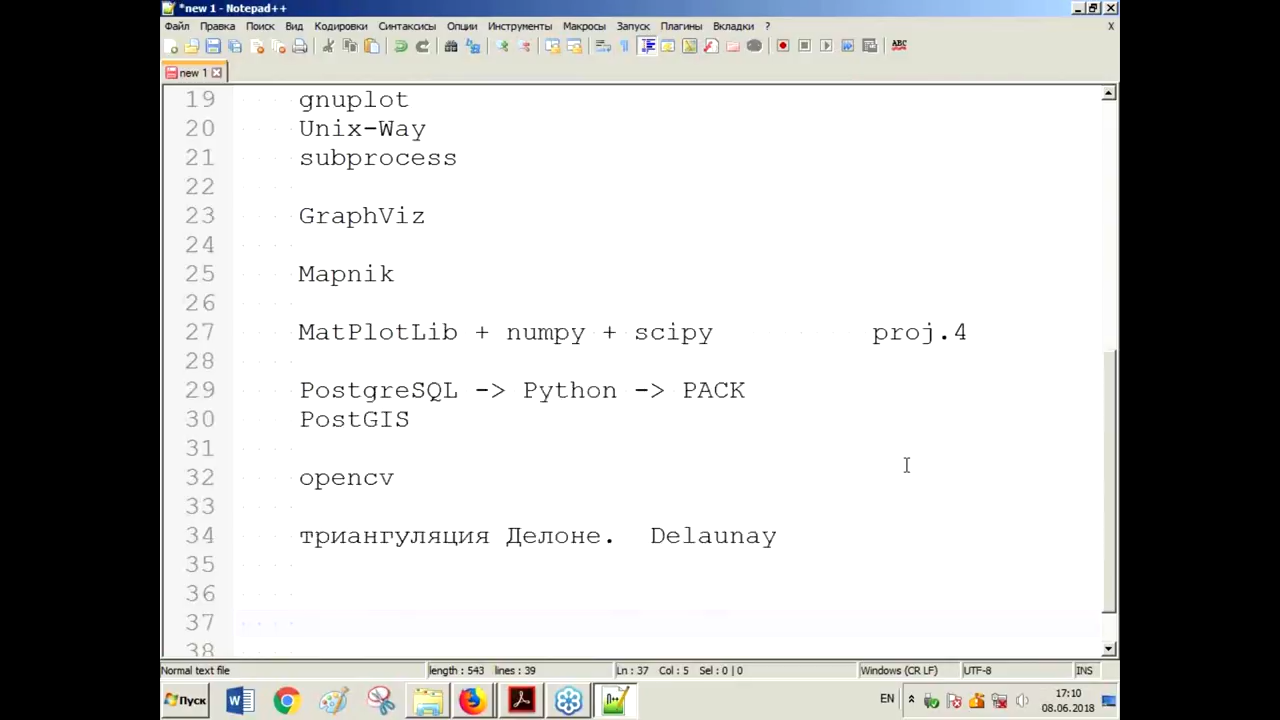 *new 1 - Notepad++
Файл Правка Поиск Вид Кодировки Синтаксисы Опции Инструменты Макросы Запуск Плагины Вкладки ? X
ABC
new 1
19 gnuplot
20 Unix-Way
21 subprocess
22
23 GraphViz
24
25 Mapnik
26
27 MatPlotLib + numpy + scipy proj.4
28
29 PostgreSQL -> Python -> PACK
30 PostGIS
31
32 opencv
33
34 триангуляция Делоне. Delaunay
35
36
37
38
Normal text file length : 543 lines : 39 Ln : 37 Col : 5 Sel : 0 | 0 Windows (CR LF) UTF-8 INS
Пуск EN 17:10
08.06.2018